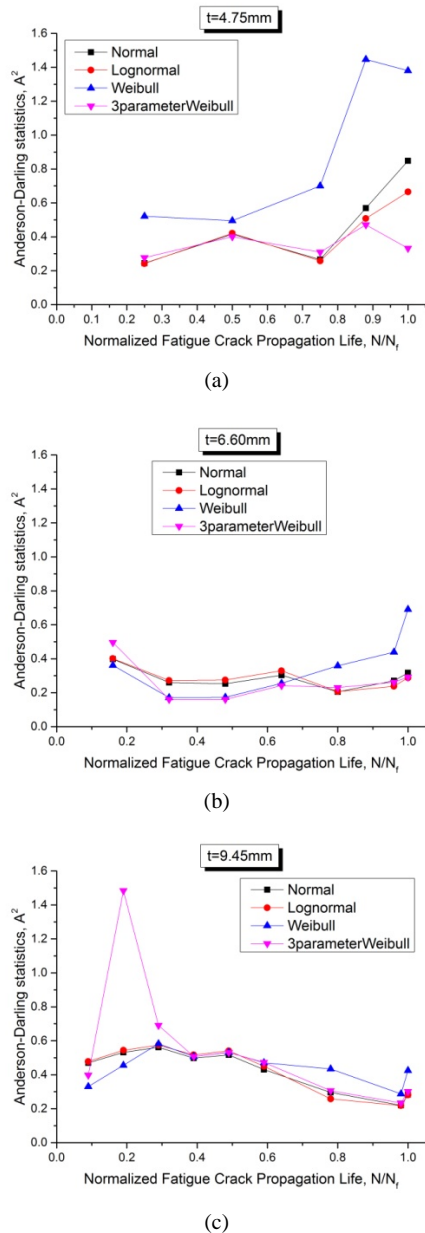 t=4.75mm
Normal
Lognormal
Weibull
3parameterWeibull
Anderson-Darling statistics, A²
1.6
1.4
1.2
1.0
0.8
0.6
0.4
0.2
0.0
0.0 0.1 0.2 0.3 0.4 0.5 0.6 0.7 0.8 0.9 1.0
Normalized Fatigue Crack Propagation Life, N/Nf
(a)
t=6.60mm
Normal
Lognormal
Weibull
3parameterWeibull
Anderson-Darling statistics, A²
1.6
1.4
1.2
1.0
0.8
0.6
0.4
0.2
0.0
0.0 0.2 0.4 0.6 0.8 1.0
Normalized Fatigue Crack Propagation Life, N/Nf
(b)
t=9.45mm
Normal
Lognormal
Weibull
3parameterWeibull
Anderson-Darling statistics, A²
1.6
1.4
1.2
1.0
0.8
0.6
0.4
0.2
0.0
0.0 0.2 0.4 0.6 0.8 1.0
Normalized Fatigue Crack Propagation Life, N/Nf
(c)